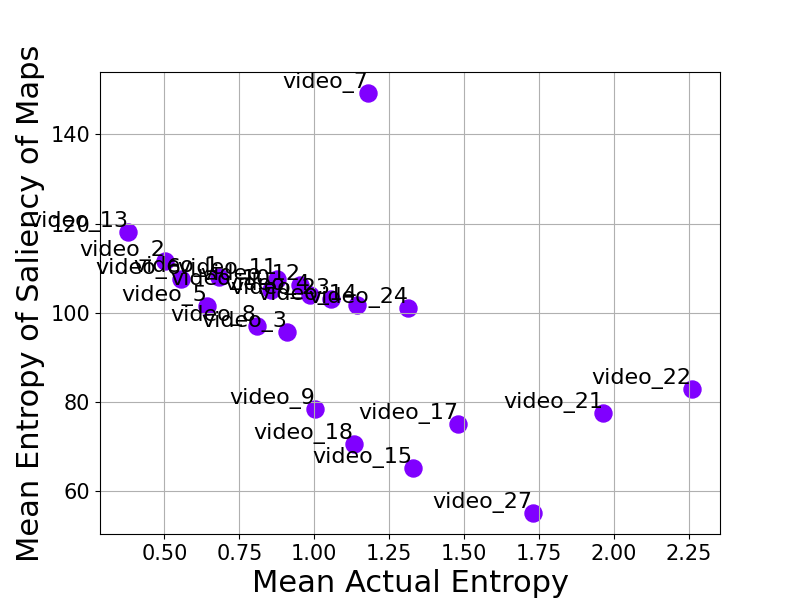 video_7
140
video_13
120
video_2
video_1
video_11
video_5
video_24
video_8
video_3
100
video_22
video_9
video_21
80
video_17
video_18
video_15
60
video_27
0.50 0.75 1.00 1.25 1.50 1.75 2.00 2.25
Mean Actual Entropy
Mean Entropy of Saliency of Maps